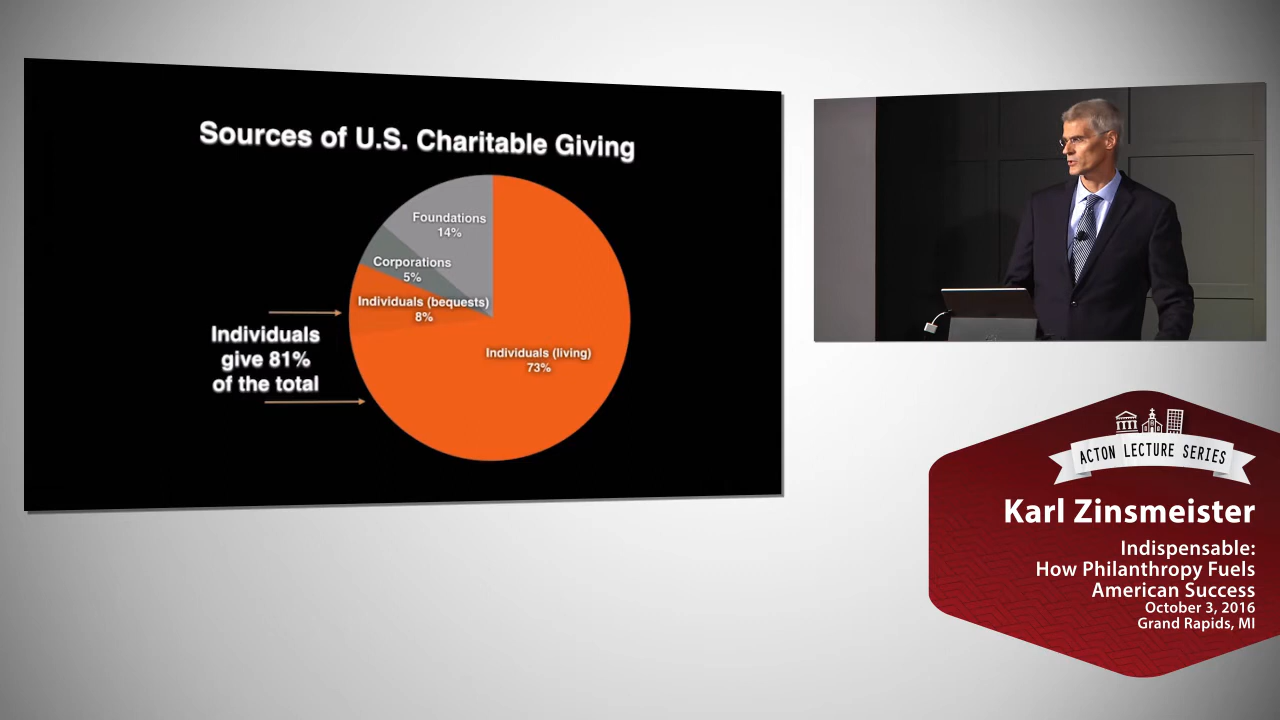 Sources of U.S. Charitable Giving
Foundations
14%
Corporations
5%
Individuals (bequests)
8%
Individuals
give 81%
of the total
Individuals (living)
73%
ACTON LECTURE SERIES
Karl Zinsmeister
Indispensable:
How Philanthropy Fuels
American Success
October 3, 2016
Grand Rapids, MI